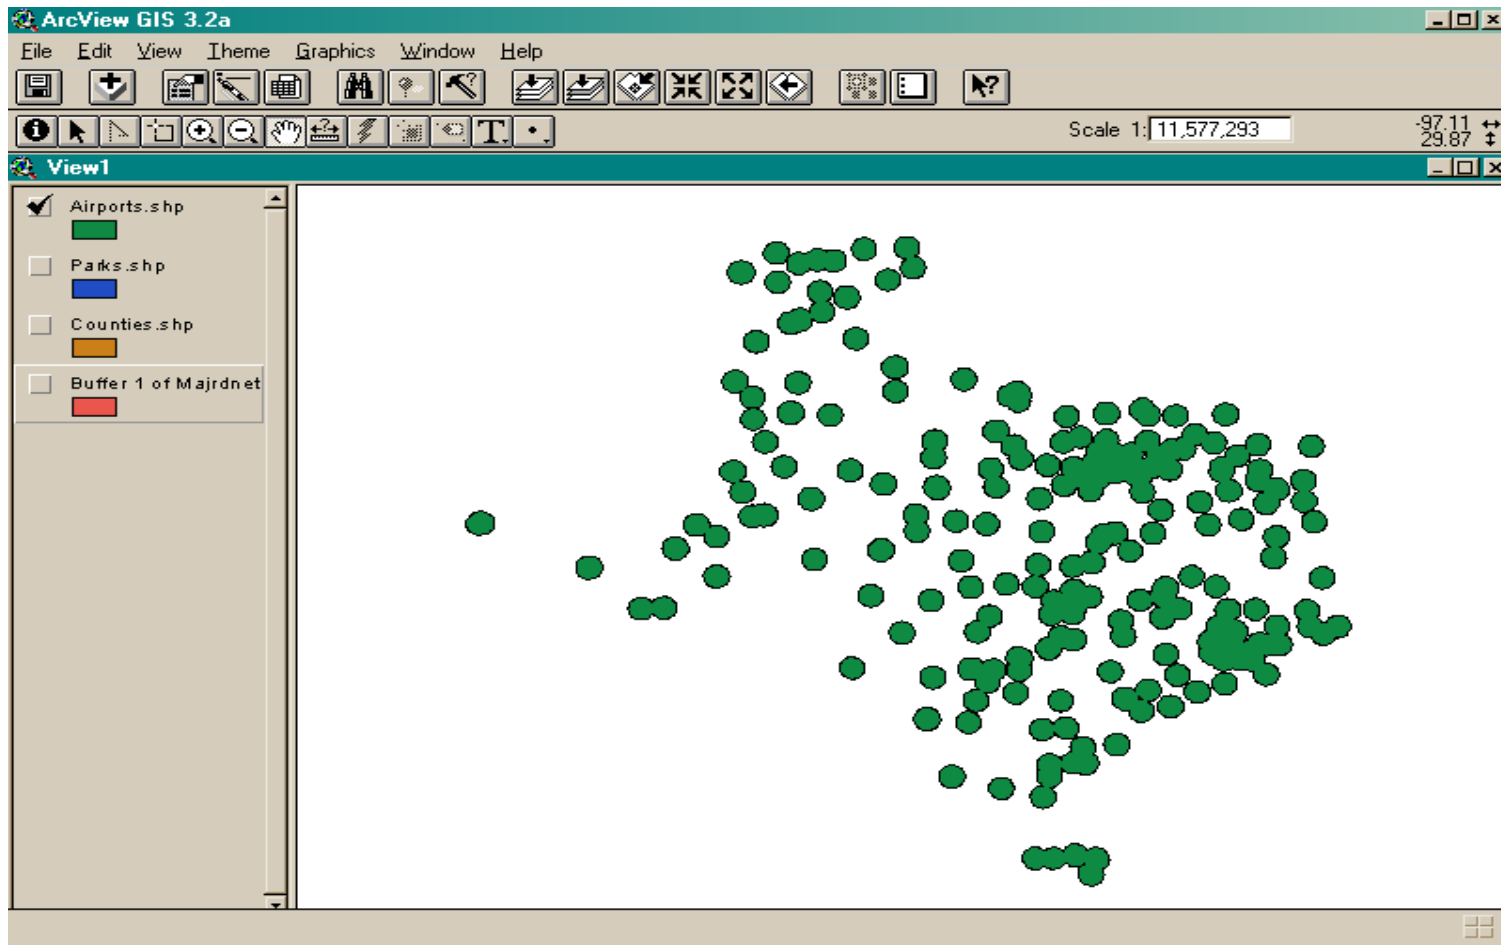 ArcView GIS 3.2a
File Edit View Theme Graphics Window Help
Scale 1: 11,577,293
-97.11
29.87
View1
Airports.shp
Parks.shp
Counties.shp
Buffer 1 of Majrdnet